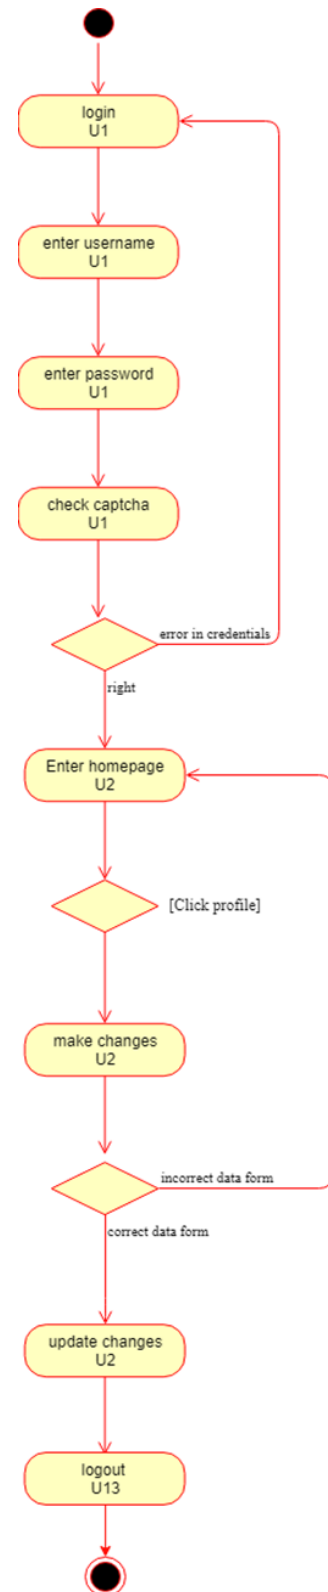 login
U1
enter username
U1
enter password
U1
check captcha
U1
error in credentials
right
Enter homepage
U2
[Click profile]
make changes
U2
incorrect data form
correct data form
update changes
U2
logout
U13